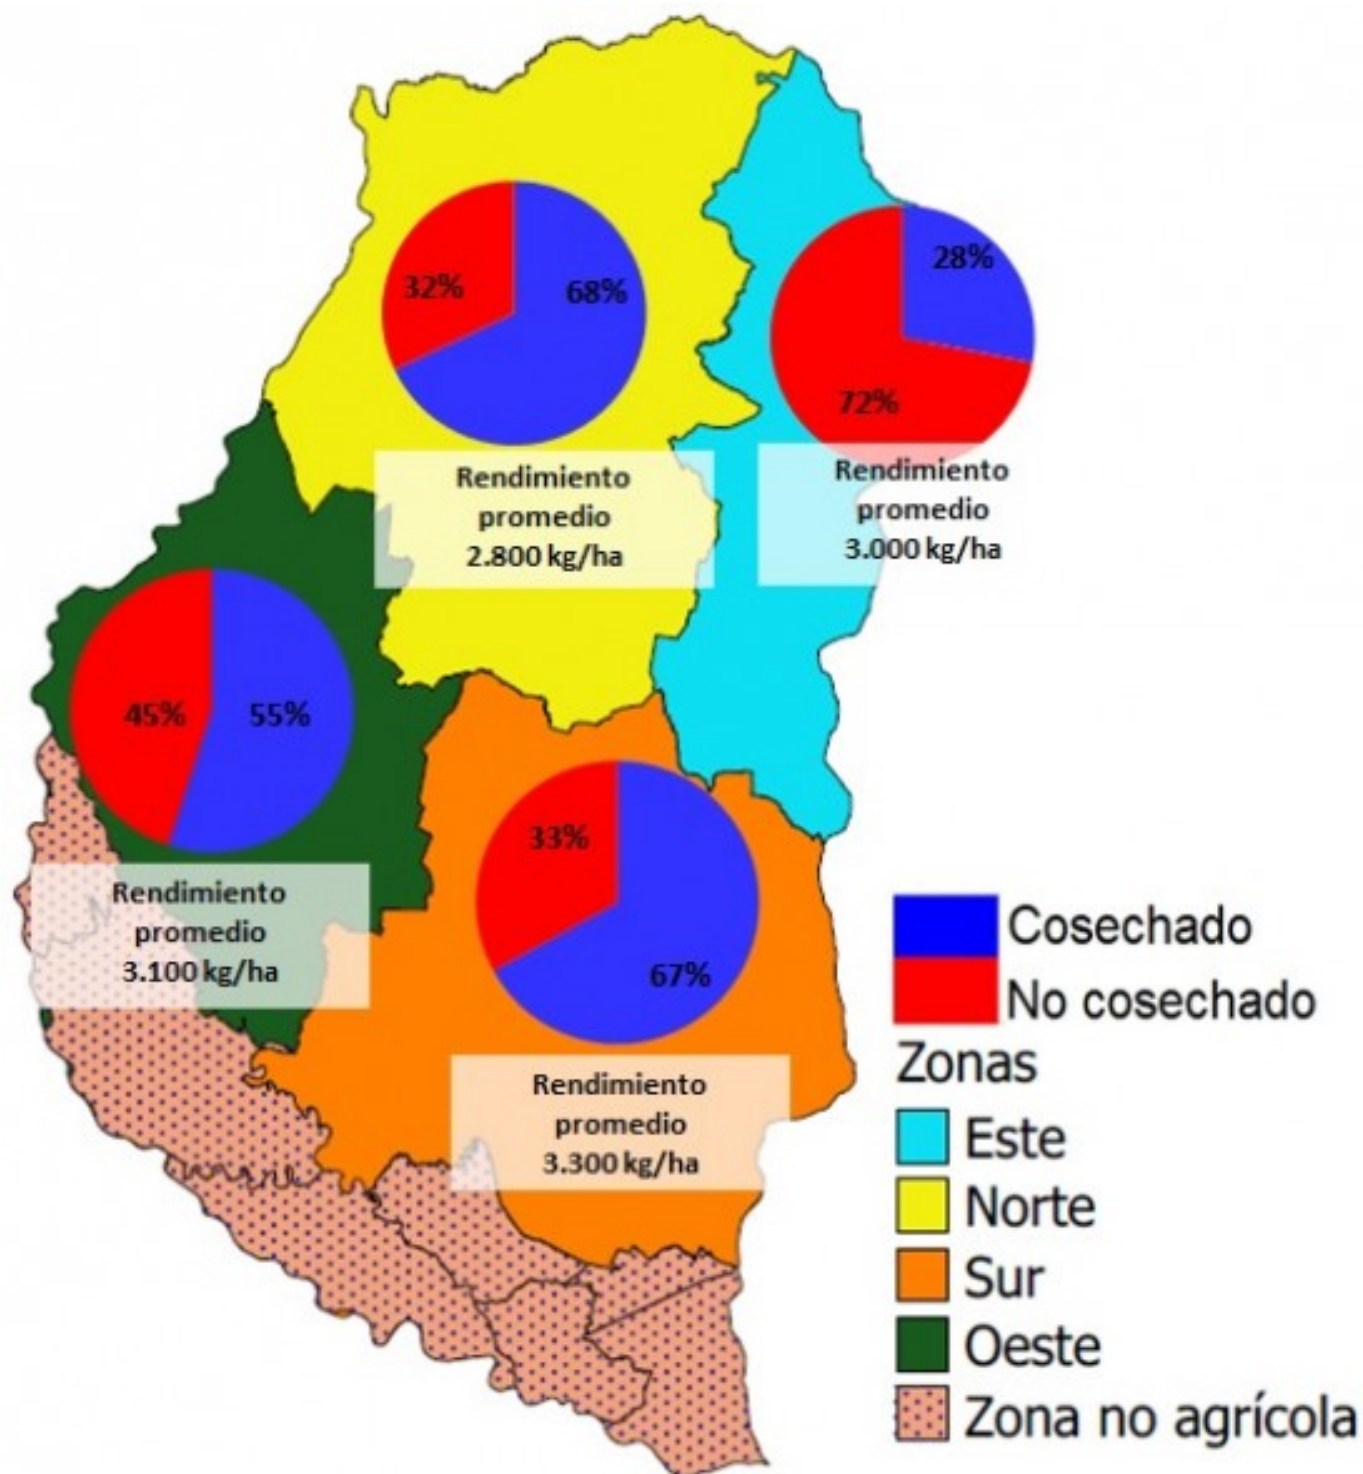 32%
68%
Rendimiento
promedio
2.800 kg/ha
28%
72%
Rendimiento
promedio
3.000 kg/ha
45%
55%
Rendimiento
promedio
3.100 kg/ha
33%
67%
Rendimiento
promedio
3.300 kg/ha
Cosechado
No cosechado
Zonas
Este
Norte
Sur
Oeste
Zona no agrícola